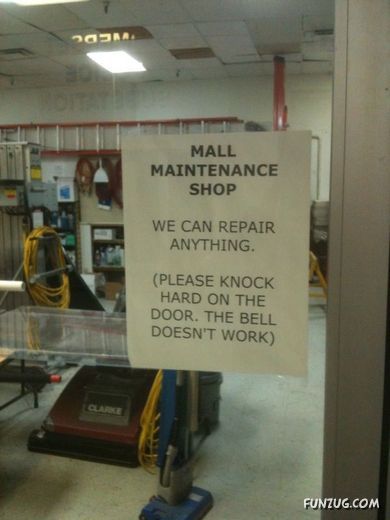 MALL
MAINTENANCE
SHOP
WE CAN REPAIR
ANYTHING.
(PLEASE KNOCK
HARD ON THE
DOOR. THE BELL
DOESN'T WORK)
CLARKE
FUNZUG.COM